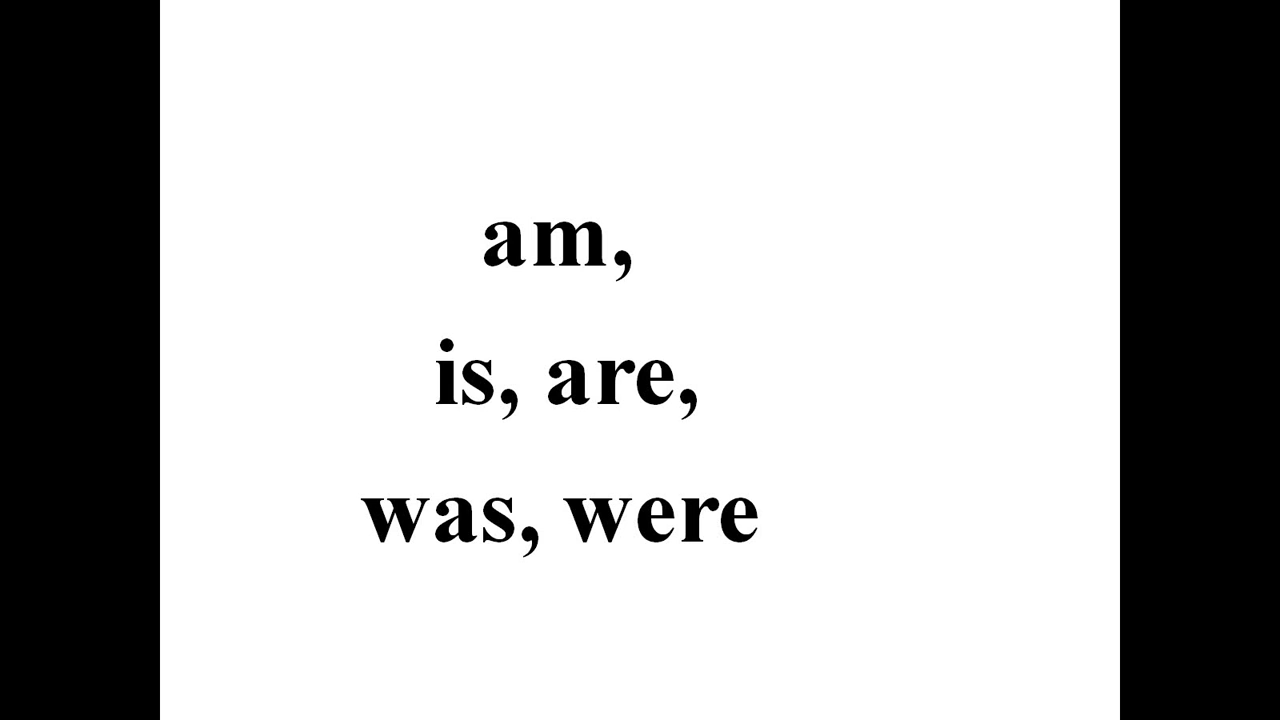 am,
is, are,
was, were